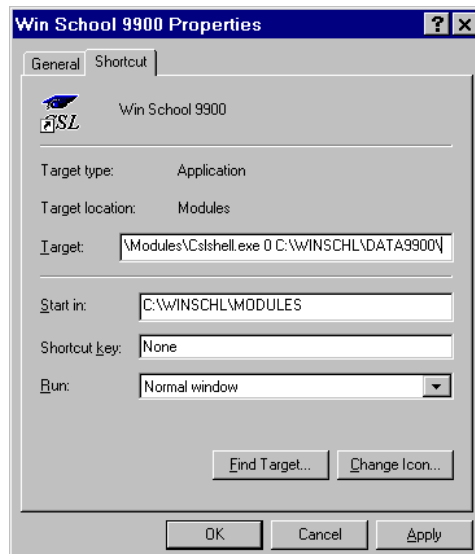 Win School 9900 Properties
General Shortcut
CSL Win School 9900
Target type: Application
Target location: Modules
Target: \Modules\Cslshell.exe 0 C:\WINSCHL\DATA9900\
Start in: C:\WINSCHL\MODULES
Shortcut key: None
Run: Normal window
Find Target... Change Icon...
OK Cancel Apply